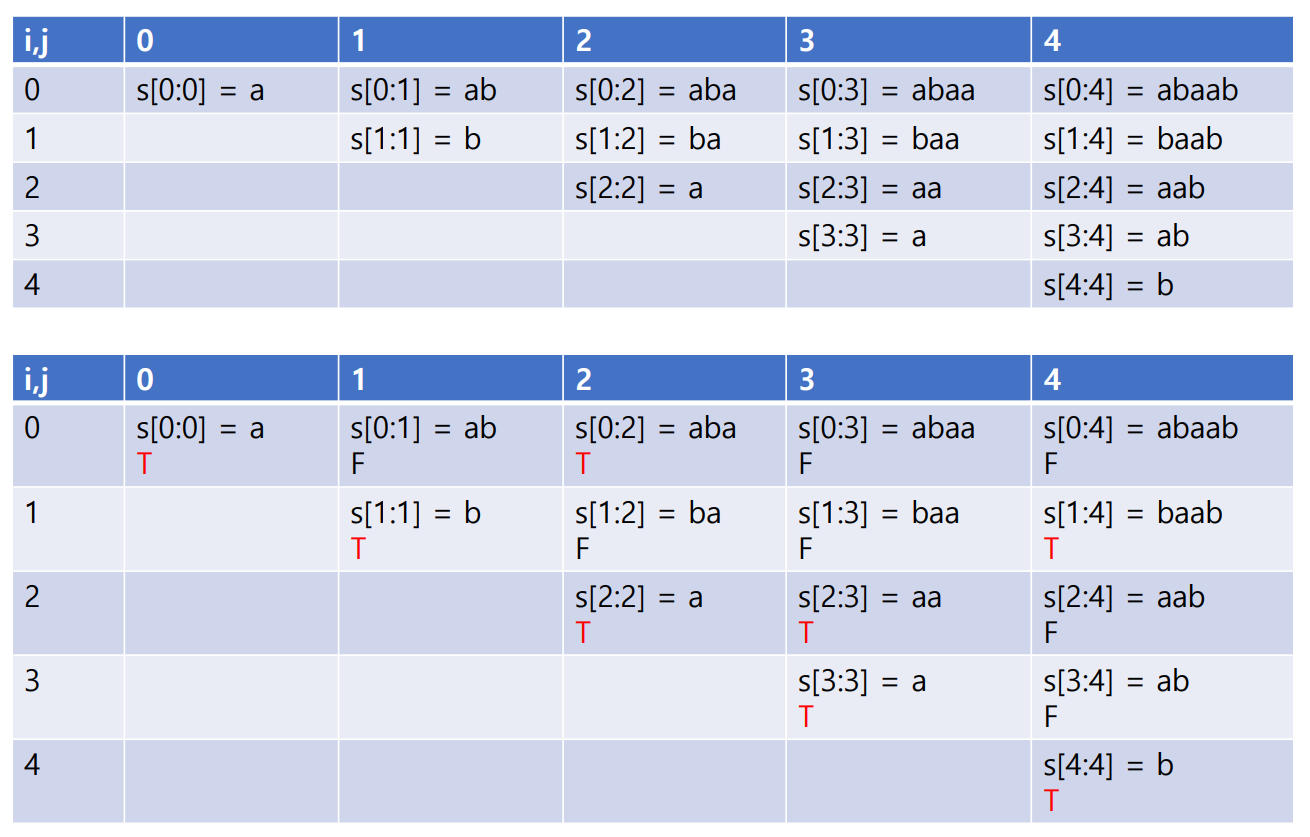 i,j 0 1 2 3 4
0 s[0:0] = a s[0:1] = ab s[0:2] = aba s[0:3] = abaa s[0:4] = abaab
1 s[1:1] = b s[1:2] = ba s[1:3] = baa s[1:4] = baab
2 s[2:2] = a s[2:3] = aa s[2:4] = aab
3 s[3:3] = a s[3:4] = ab
4 s[4:4] = b
i,j 0 1 2 3 4
0 s[0:0] = a s[0:1] = ab s[0:2] = aba s[0:3] = abaa s[0:4] = abaab
T F T F F
1 s[1:1] = b s[1:2] = ba s[1:3] = baa s[1:4] = baab
T F F T
2 s[2:2] = a s[2:3] = aa s[2:4] = aab
T T F
3 s[3:3] = a s[3:4] = ab
T F
4 s[4:4] = b
T